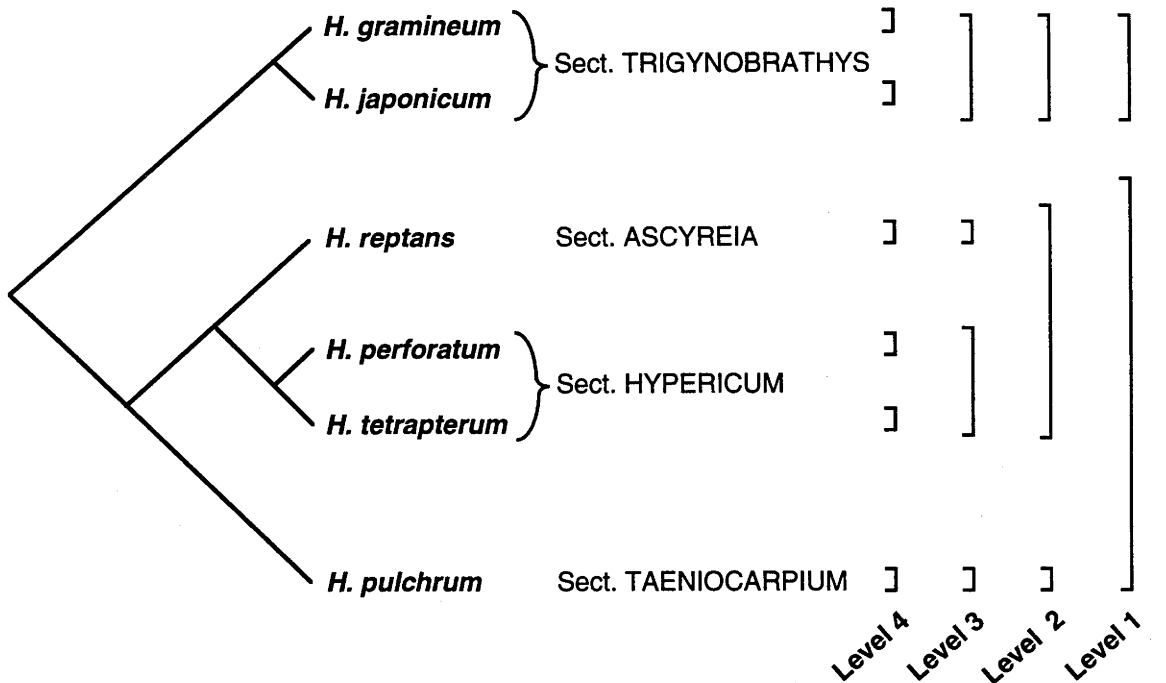 H. gramineum
Sect. TRIGYNOBRATHYS
H. japonicum
H. reptans Sect. ASCYREIA
H. perforatum
Sect. HYPERICUM
H. tetrapterum
H. pulchrum Sect. TAENIOCARPIUM
Level 4
Level 3
Level 2
Level 1